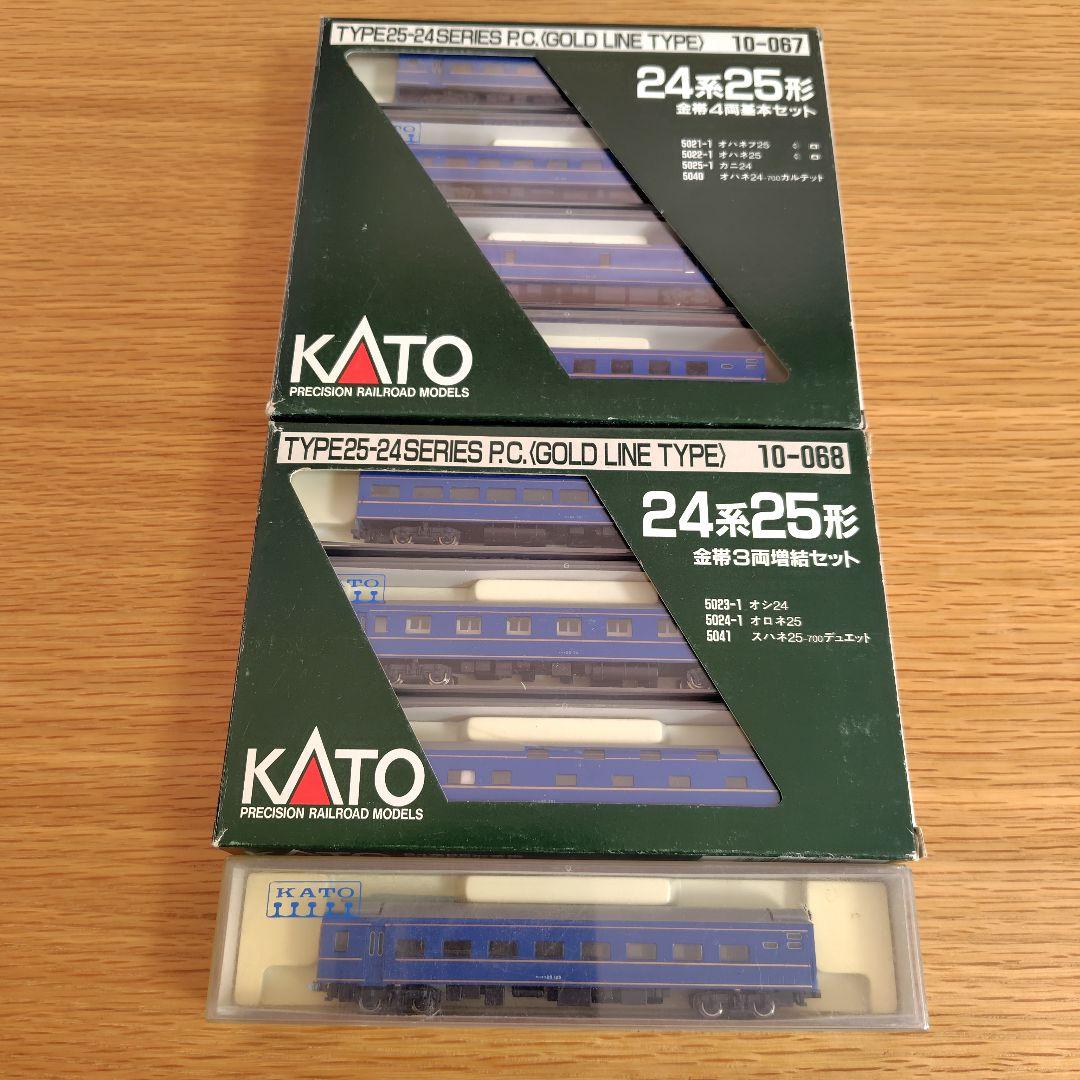 TYPE25-24SERIES P.C.〈GOLD LINE TYPE〉 10-067
24系25形
金帯4両基本セット
5021-1 オハネフ25
5022-1 オハネ25
5025-1 カニ24
5040 オハネ24-700カルテット
KATO
PRECISION RAILROAD MODELS
TYPE25-24SERIES P.C.〈GOLD LINE TYPE〉 10-068
24系25形
金帯3両増結セット
5023-1 オシ24
5024-1 オロネ25
5041 スハネ25-700デュエット
KATO
PRECISION RAILROAD MODELS
KATO